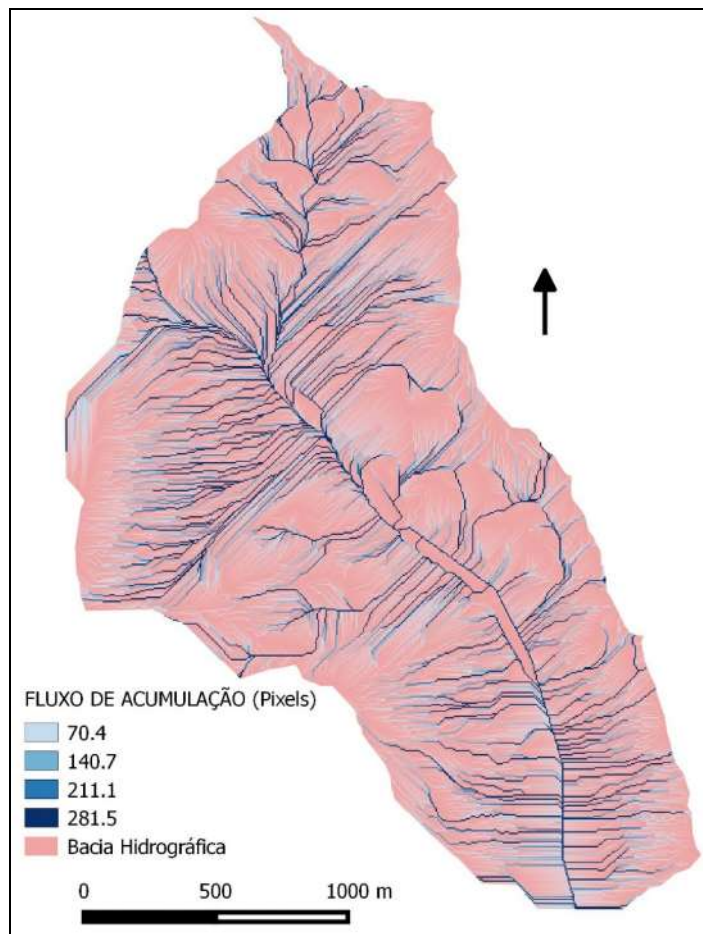 FLUXO DE ACUMULAÇÃO (Pixels)
70.4
140.7
211.1
281.5
Bacia Hidrográfica
0 500 1000 m